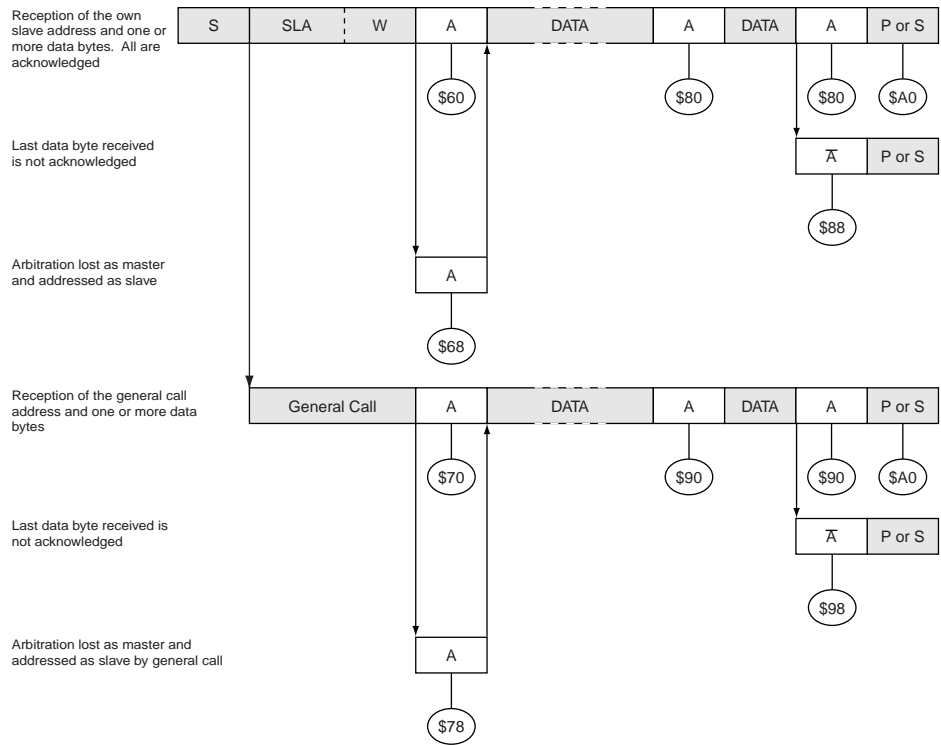 Reception of the own
slave address and one or
more data bytes.  All are
acknowledged
S SLA W A DATA A DATA A P or S
$60 $80 $80 $A0
Last data byte received
is not acknowledged
A̅ P or S
$88
Arbitration lost as master
and addressed as slave
A
$68
Reception of the general call
address and one or more data
bytes
General Call A DATA A DATA A P or S
$70 $90 $90 $A0
Last data byte received is
not acknowledged
A̅ P or S
$98
Arbitration lost as master and
addressed as slave by general call
A
$78